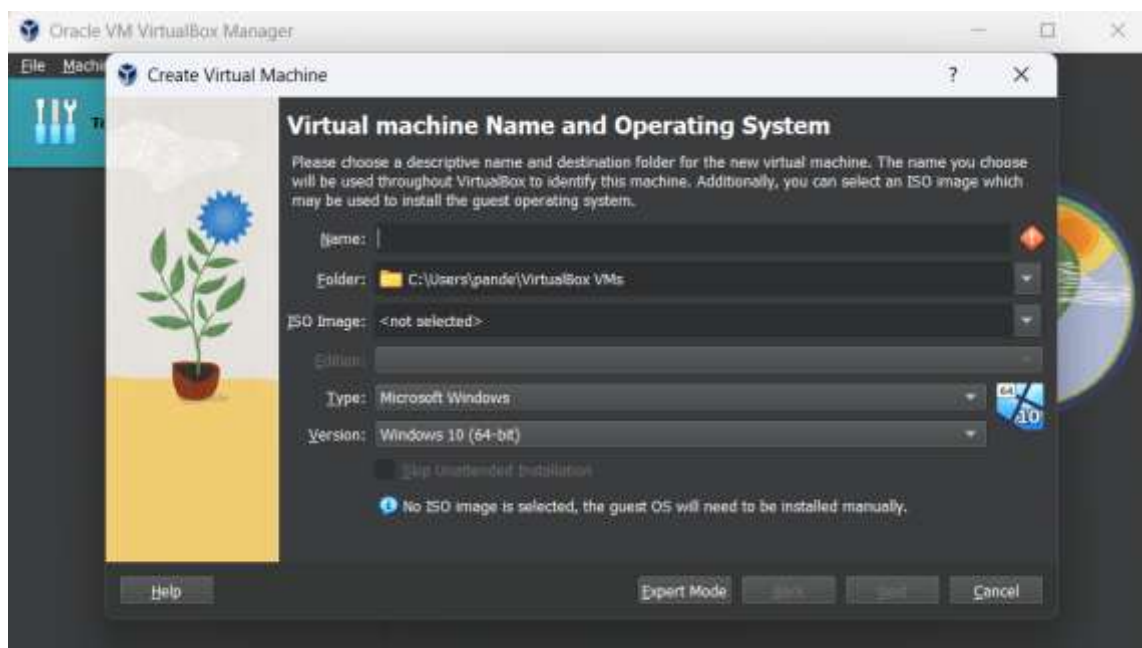 Oracle VM VirtualBox Manager
File Machi
Create Virtual Machine
?
Virtual machine Name and Operating System
Please choose a descriptive name and destination folder for the new virtual machine. The name you choose
will be used throughout VirtualBox to identify this machine. Additionally, you can select an ISO image which
may be used to install the guest operating system.
Name:
Folder: C:\Users\pande\VirtualBox VMs
ISO Image: <not selected>
Edition:
Type: Microsoft Windows
64
10
Version: Windows 10 (64-bit)
Skip Unattended Installation
No ISO image is selected, the guest OS will need to be installed manually.
Help Expert Mode Back Next Cancel